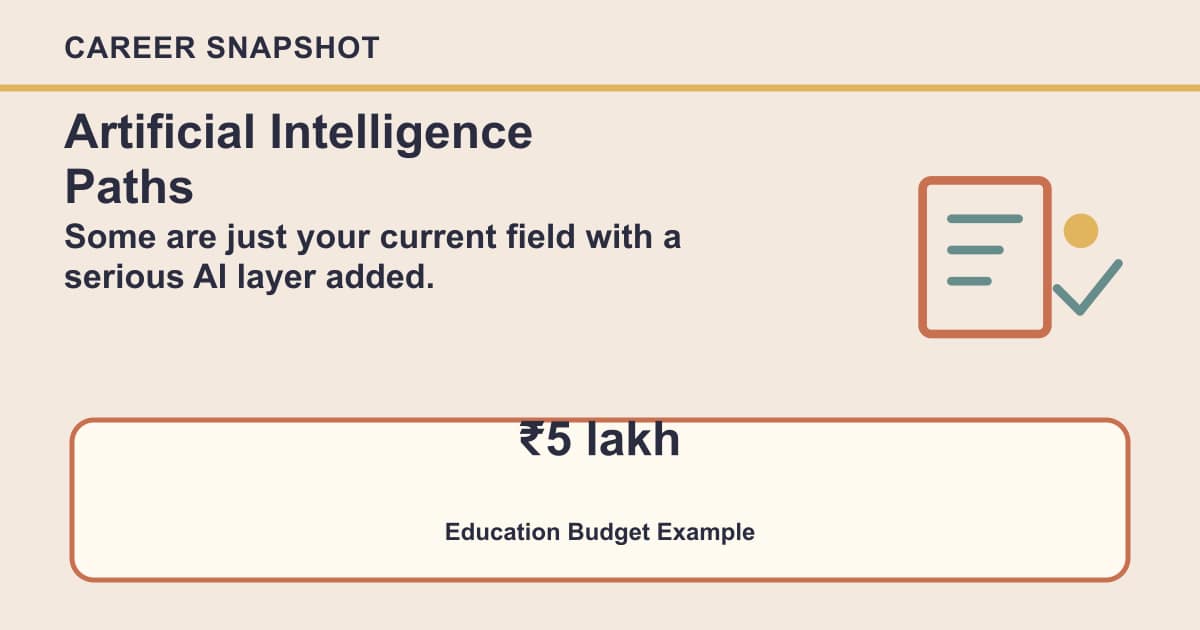 CAREER SNAPSHOT
Artificial Intelligence
Paths
Some are just your current field with a
serious AI layer added.
₹5 lakh
Education Budget Example